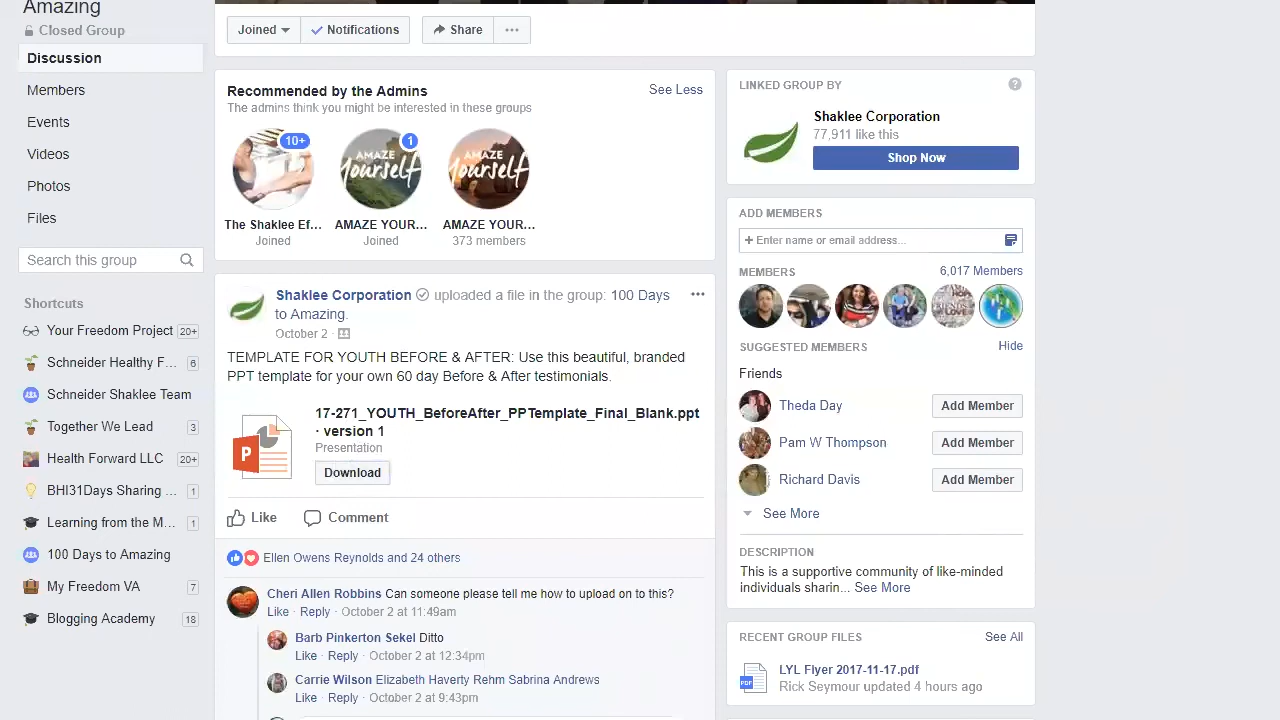 Amazing
Closed Group
Discussion
Members
Events
Videos
Photos
Files
Search this group
Shortcuts
Your Freedom Project 20+
Schneider Healthy F... 6
Schneider Shaklee Team
Together We Lead 3
Health Forward LLC 20+
BH31Days Sharing ... 1
Learning from the M... 1
100 Days to Amazing
My Freedom VA 7
Blogging Academy 18
Joined Notifications Share ...
Recommended by the Admins See Less
The admins think you might be interested in these groups
10+ 1
AMAZE Yourself AMAZE Yourself
The Shaklee Ef... AMAZE YOUR... AMAZE YOUR...
Joined Joined 373 members
Shaklee Corporation uploaded a file in the group: 100 Days
to Amazing.
October 2 ·
TEMPLATE FOR YOUTH BEFORE & AFTER: Use this beautiful, branded
PPT template for your own 60 day Before & After testimonials.
17-271_YOUTH_BeforeAfter_PPTemplate_Final_Blank.ppt
· version 1
Presentation
P
Download
Like Comment
Ellen Owens Reynolds and 24 others
Cheri Allen Robbins Can someone please tell me how to upload on to this?
Like · Reply · October 2 at 11:49am
Barb Pinkerton Sekel Ditto
Like · Reply · October 2 at 12:34pm
Carrie Wilson Elizabeth Haverty Rehm Sabrina Andrews
Like · Reply · October 2 at 9:43pm
LINKED GROUP BY ?
Shaklee Corporation
77,911 like this
Shop Now
ADD MEMBERS
+ Enter name or email address...
MEMBERS 6,017 Members
SUGGESTED MEMBERS Hide
Friends
Theda Day Add Member
Pam W Thompson Add Member
Richard Davis Add Member
See More
DESCRIPTION
This is a supportive community of like-minded
individuals sharin... See More
RECENT GROUP FILES See All
LYL Flyer 2017-11-17.pdf
PDF
Rick Seymour updated 4 hours ago